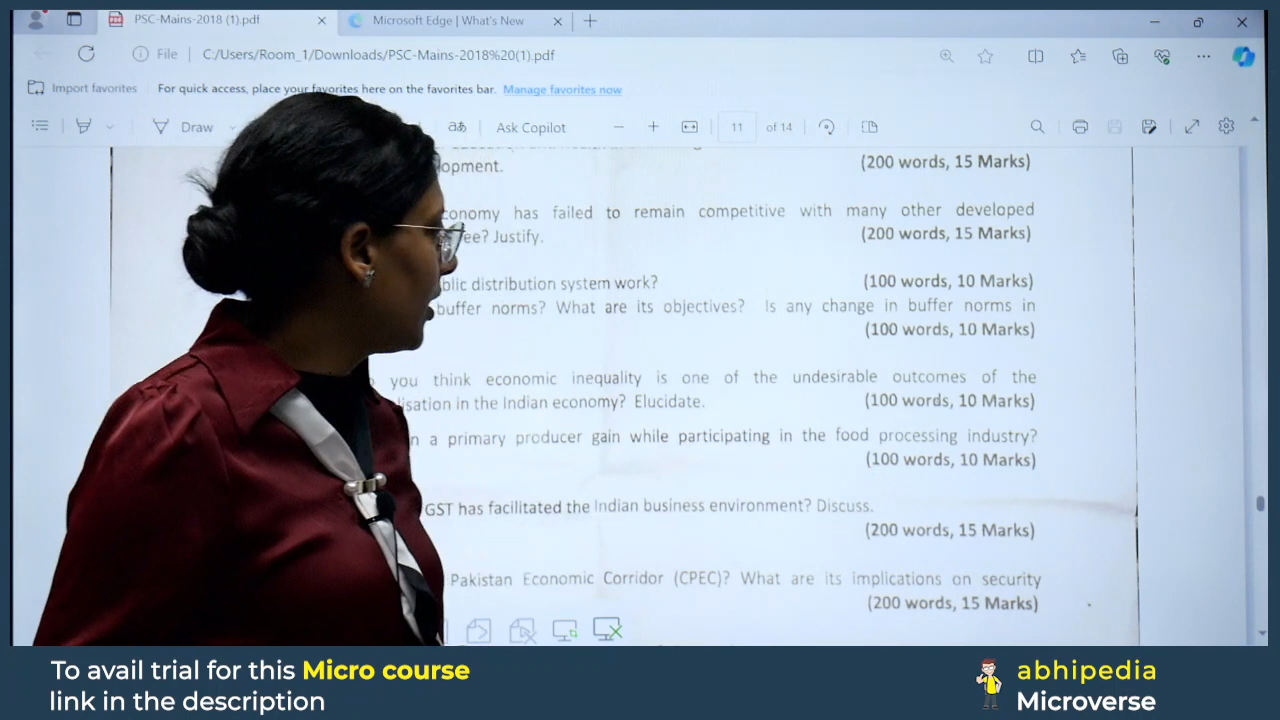 PSC-Mains-2018 (1).pdf
Microsoft Edge | What's New
File
C:/Users/Room_1/Downloads/PSC-Mains-2018%20(1).pdf
Import favorites For quick access, place your favorites here on the favorites bar. Manage favorites now
Draw
Ask Copilot
11 of 14
opment. (200 words, 15 Marks)
conomy has failed to remain competitive with many other developed
ee? Justify. (200 words, 15 Marks)
blic distribution system work? (100 words, 10 Marks)
buffer norms? What are its objectives? Is any change in buffer norms in
(100 words, 10 Marks)
you think economic inequality is one of the undesirable outcomes of the
lisation in the Indian economy? Elucidate. (100 words, 10 Marks)
n a primary producer gain while participating in the food processing industry?
(100 words, 10 Marks)
GST has facilitated the Indian business environment? Discuss.
(200 words, 15 Marks)
Pakistan Economic Corridor (CPEC)? What are its implications on security
(200 words, 15 Marks)
To avail trial for this Micro course
link in the description
abhipedia
Microverse